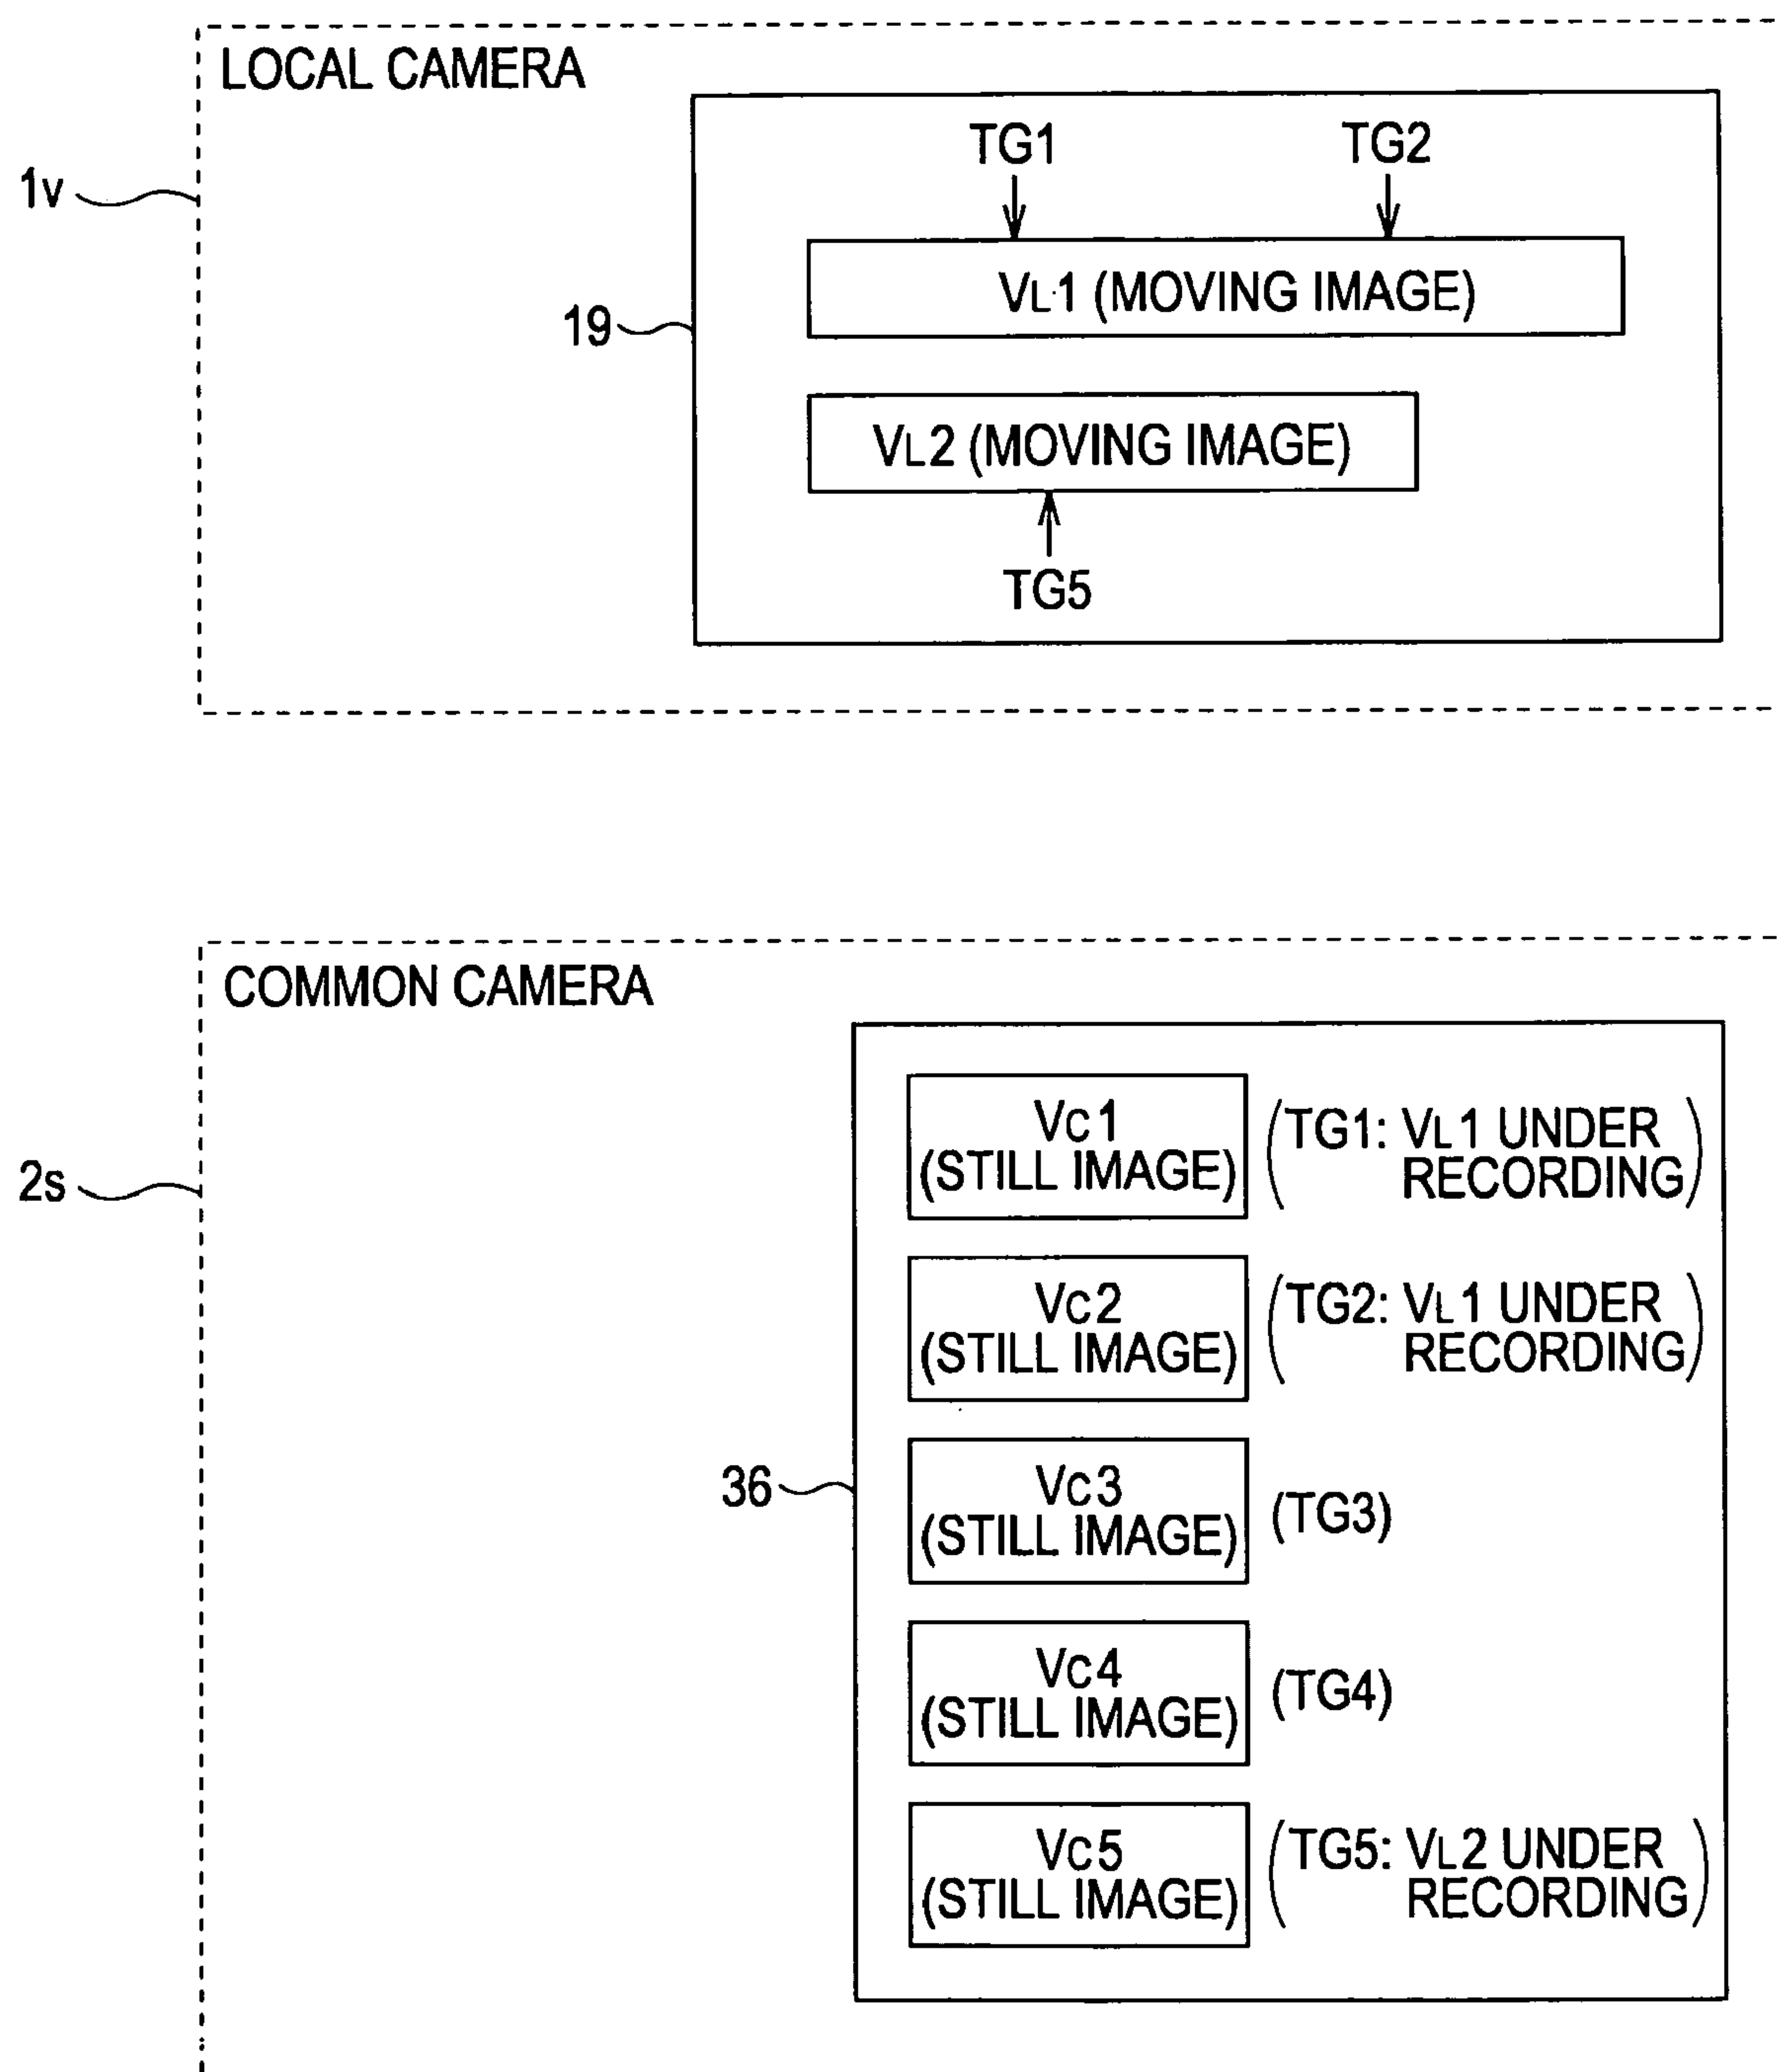 LOCAL CAMERA
1v
TG1 TG2
VL1 (MOVING IMAGE)
19
VL2 (MOVING IMAGE)
TG5
COMMON CAMERA
2s
VC1
(STILL IMAGE)
(TG1: VL1 UNDER
RECORDING)
VC2
(STILL IMAGE)
(TG2: VL1 UNDER
RECORDING)
36
VC3
(STILL IMAGE)
(TG3)
VC4
(STILL IMAGE)
(TG4)
VC5
(STILL IMAGE)
(TG5: VL2 UNDER
RECORDING)